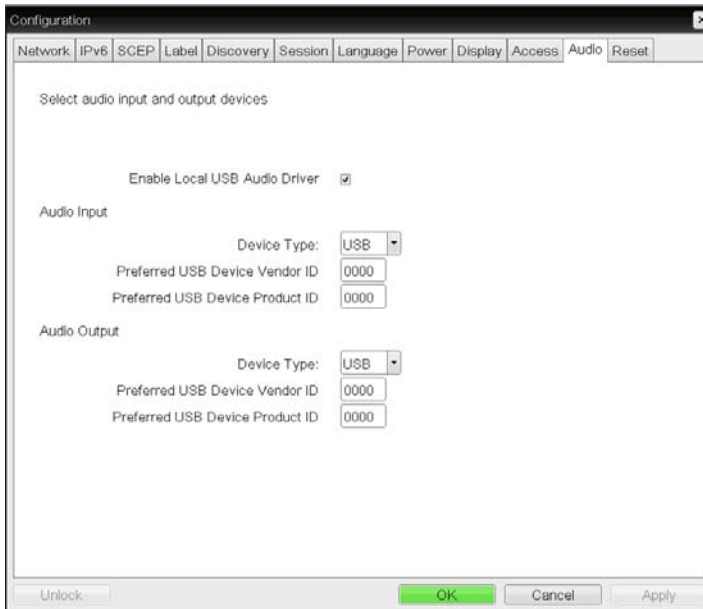 Configuration
Network IPv6 SCEP Label Discovery Session Language Power Display Access Audio Reset
Select audio input and output devices
Enable Local USB Audio Driver
Audio Input
Device Type: USB
Preferred USB Device Vendor ID 0000
Preferred USB Device Product ID 0000
Audio Output
Device Type: USB
Preferred USB Device Vendor ID 0000
Preferred USB Device Product ID 0000
Unlock OK Cancel Apply